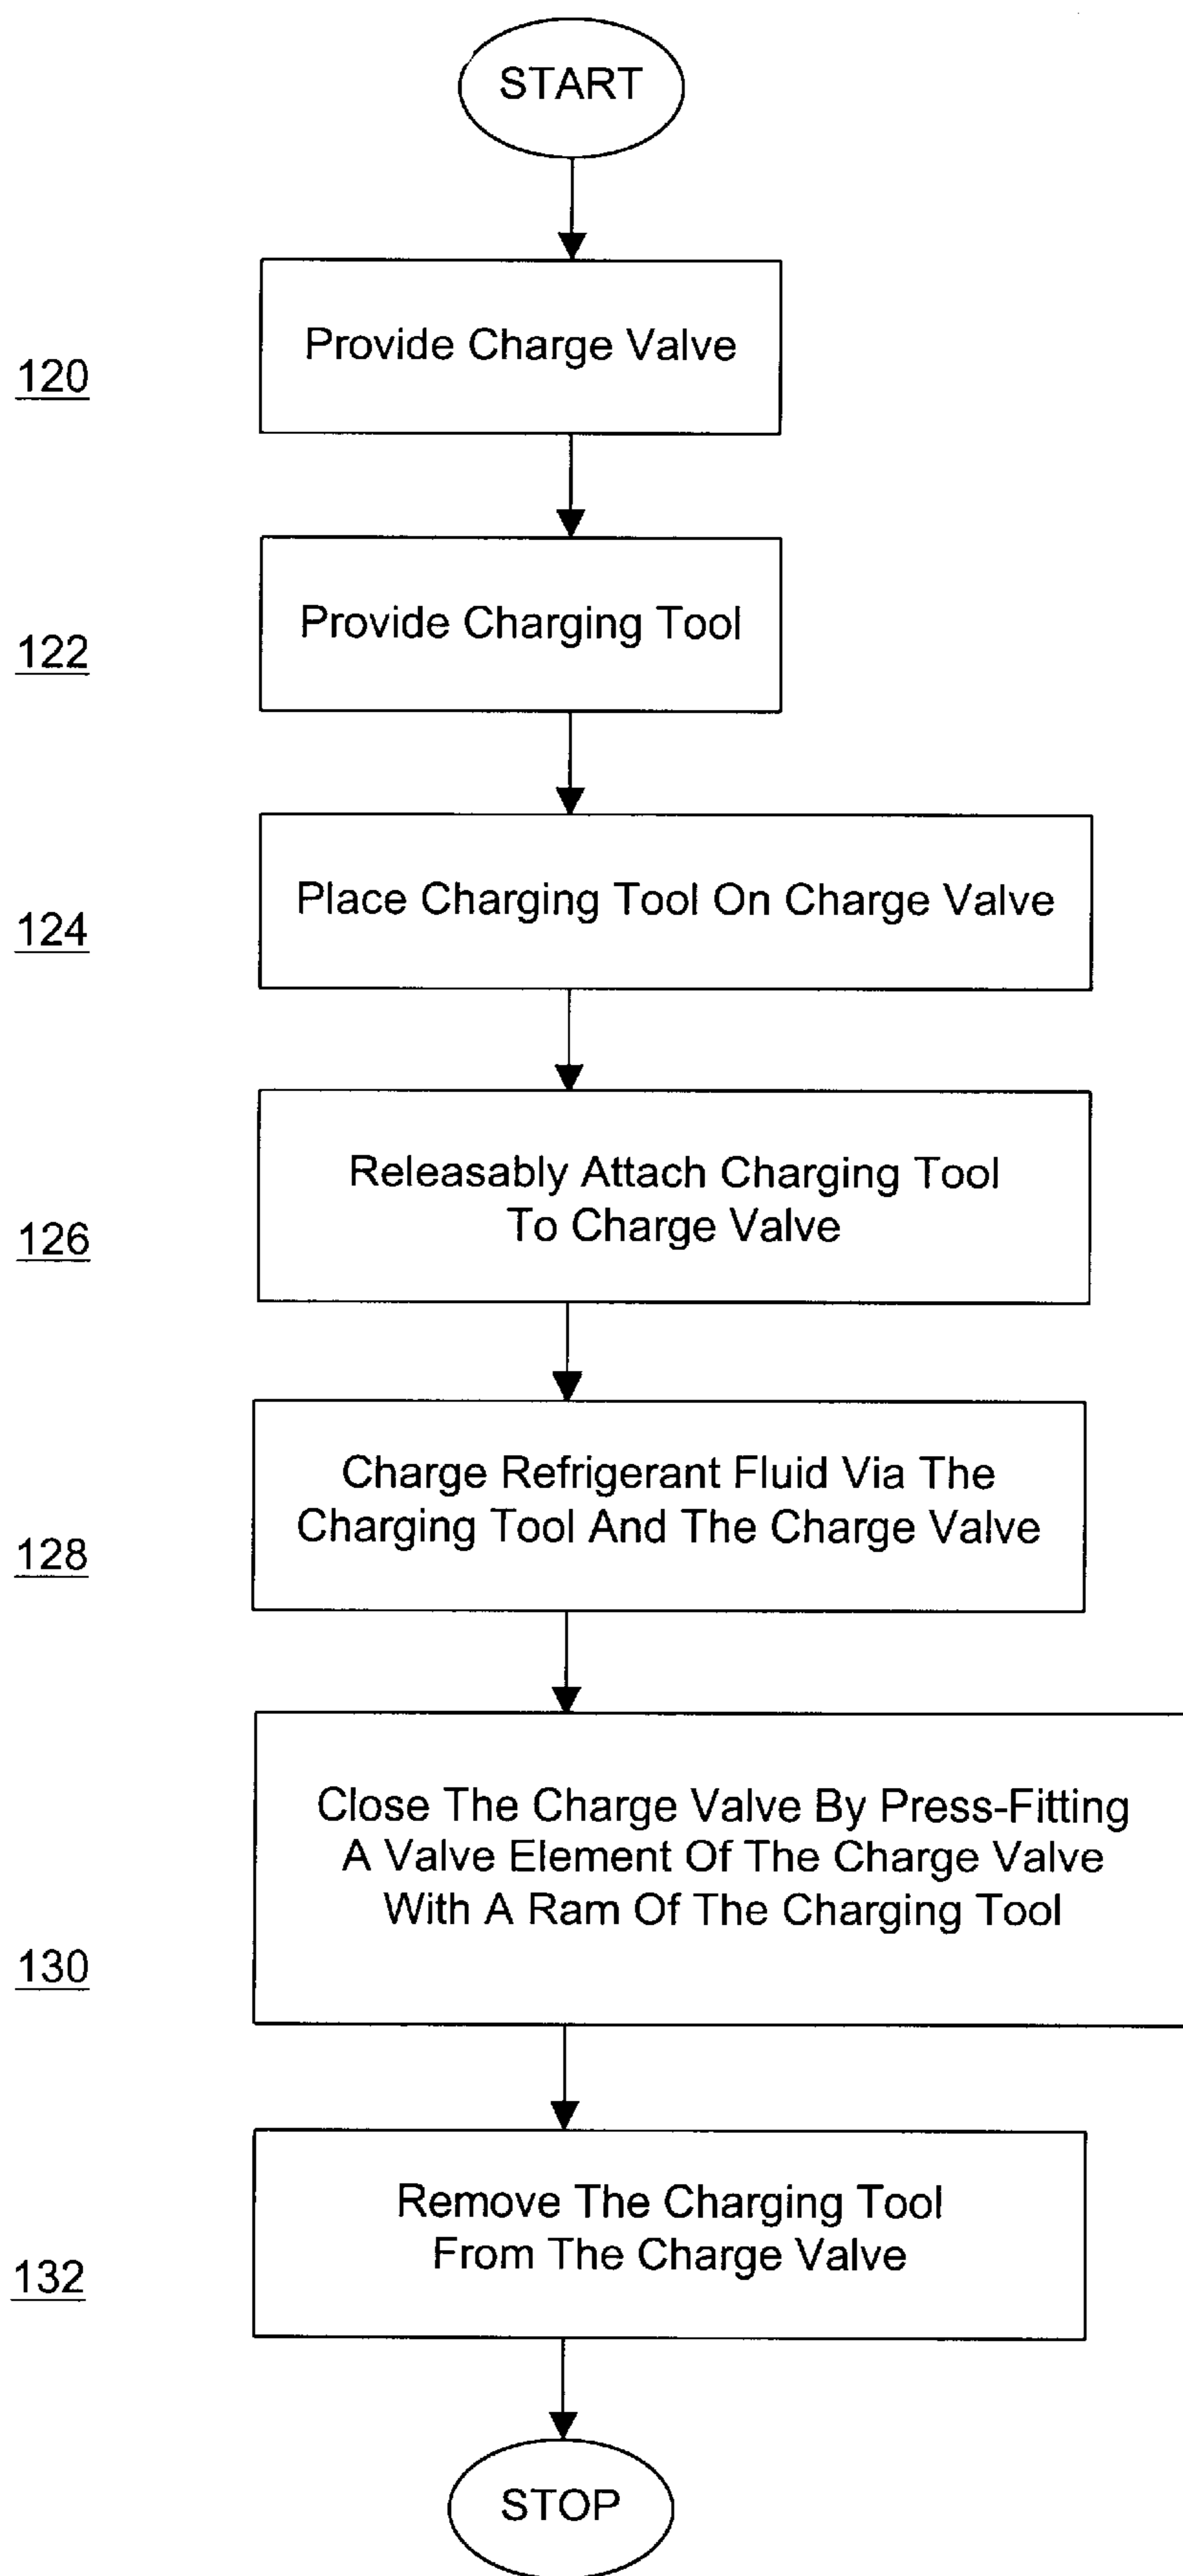 START
120
Provide Charge Valve
122
Provide Charging Tool
124
Place Charging Tool On Charge Valve
126
Releasably Attach Charging Tool
To Charge Valve
128
Charge Refrigerant Fluid Via The
Charging Tool And The Charge Valve
130
Close The Charge Valve By Press-Fitting
A Valve Element Of The Charge Valve
With A Ram Of The Charging Tool
132
Remove The Charging Tool
From The Charge Valve
STOP